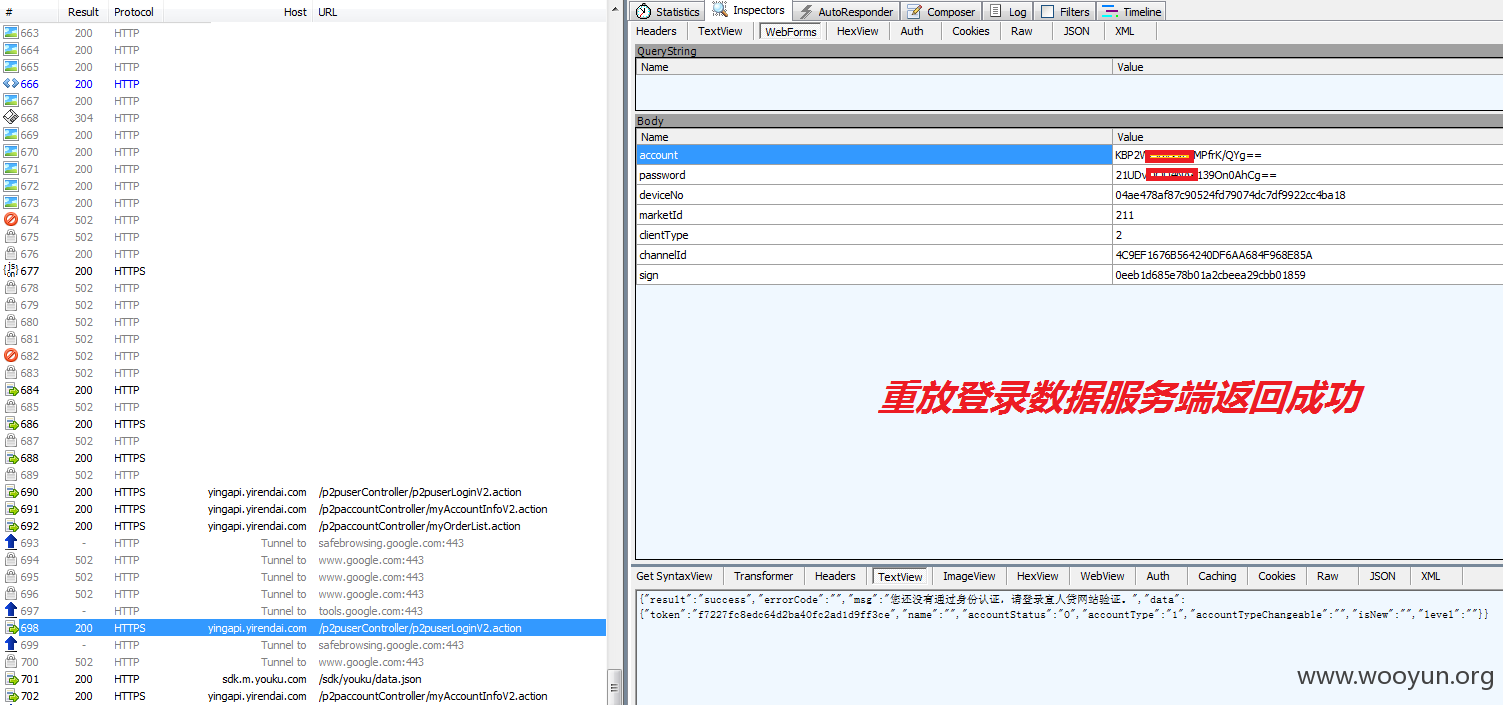 # Result Protocol Host URL
663 200 HTTP
664 200 HTTP
665 200 HTTP
666 200 HTTP
667 200 HTTP
668 304 HTTP
669 200 HTTP
670 200 HTTP
671 200 HTTP
672 200 HTTP
673 200 HTTP
674 502 HTTP
675 502 HTTP
676 200 HTTP
677 200 HTTPS
678 502 HTTP
679 502 HTTP
680 502 HTTP
681 502 HTTP
682 502 HTTP
683 502 HTTP
684 200 HTTP
685 502 HTTP
686 200 HTTPS
687 502 HTTP
688 200 HTTPS
689 502 HTTP
690 200 HTTPS yingapi.yirendai.com /p2puserController/p2puserLoginV2.action
691 200 HTTPS yingapi.yirendai.com /p2paccountController/myAccountInfoV2.action
692 200 HTTPS yingapi.yirendai.com /p2paccountController/myOrderList.action
693 - HTTP Tunnel to safebrowsing.google.com:443
694 502 HTTP Tunnel to www.google.com:443
695 502 HTTP Tunnel to www.google.com:443
696 502 HTTP Tunnel to www.google.com:443
697 - HTTP Tunnel to tools.google.com:443
698 200 HTTPS yingapi.yirendai.com /p2puserController/p2puserLoginV2.action
699 - HTTP Tunnel to safebrowsing.google.com:443
700 502 HTTP Tunnel to www.google.com:443
701 200 HTTP sdk.m.youku.com /sdk/youku/data.json
702 200 HTTPS yingapi.yirendai.com /p2paccountController/myAccountInfoV2.action
Statistics Inspectors AutoResponder Composer Log Filters Timeline
Headers TextView WebForms HexView Auth Cookies Raw JSON XML
QueryString
Name Value
Body
Name Value
account KBP2 MPfrK/QYg==
password 21UDv 139On0AhCg==
deviceNo 04ae478af87c90524fd79074dc7df9922cc4ba18
marketId 211
clientType 2
channelId 4C9EF1676B564240DF6AA684F968E85A
sign 0eeb1d685e78b01a2cbeea29cbb01859
重放登录数据服务端返回成功
Get SyntaxView Transformer Headers TextView ImageView HexView WebView Auth Caching Cookies Raw JSON XML
{"result":"success","errorCode":"","msg":"您还没有通过身份认证，请登录宜人贷网站验证。","data":
{"token":"f7227fc8edc64d2ba40fc2ad1d9ff3ce","name":"","accountStatus":"0","accountType":"1","accountTypeChangeable":"","isNew":"","level":""}}
www.wooyun.org